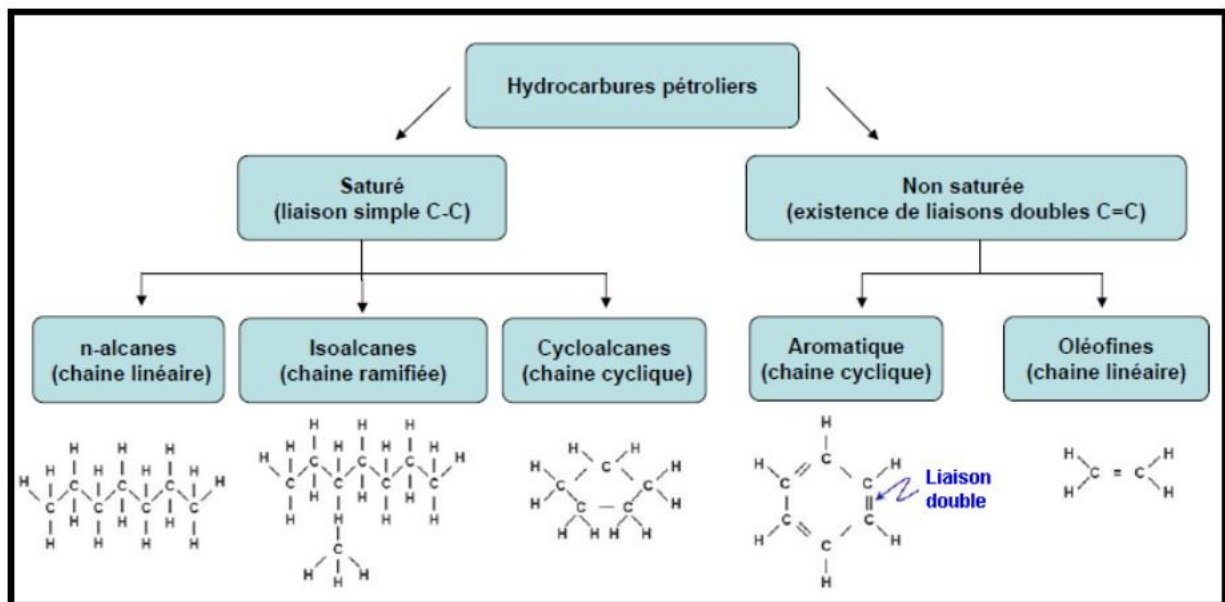 Hydrocarbures pétroliers
Saturé
(liaison simple C-C)
Non saturée
(existence de liaisons doubles C=C)
n-alcanes
(chaine linéaire)
Isoalcanes
(chaine ramifiée)
Cycloalcanes
(chaine cyclique)
Aromatique
(chaine cyclique)
Oléofines
(chaine linéaire)
Liaison
double